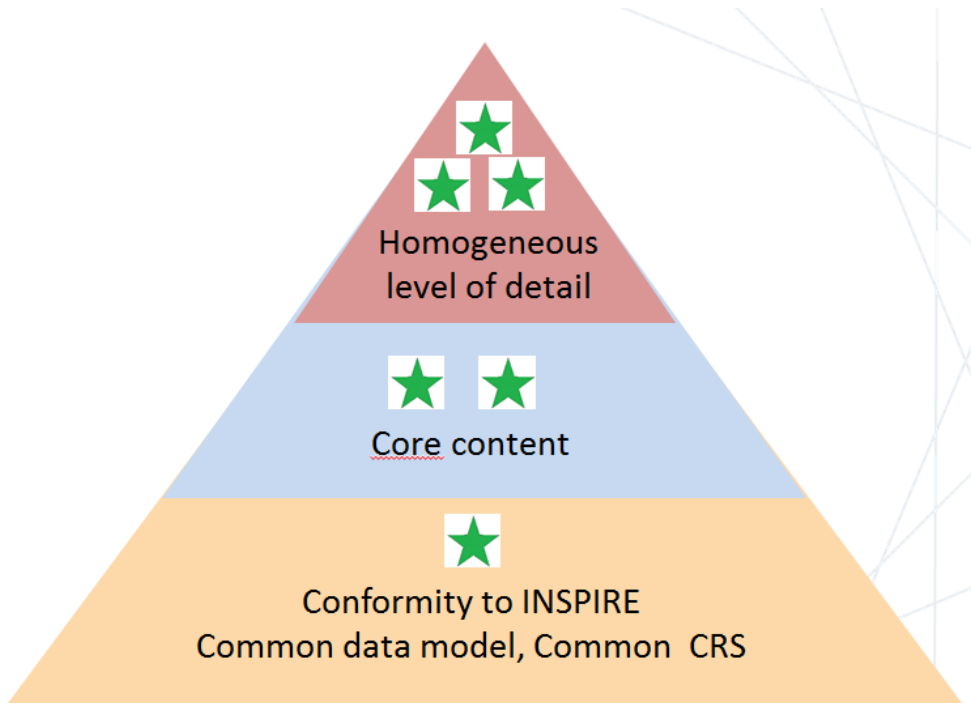 Homogeneous
level of detail
Core content
Conformity to INSPIRE
Common data model, Common CRS